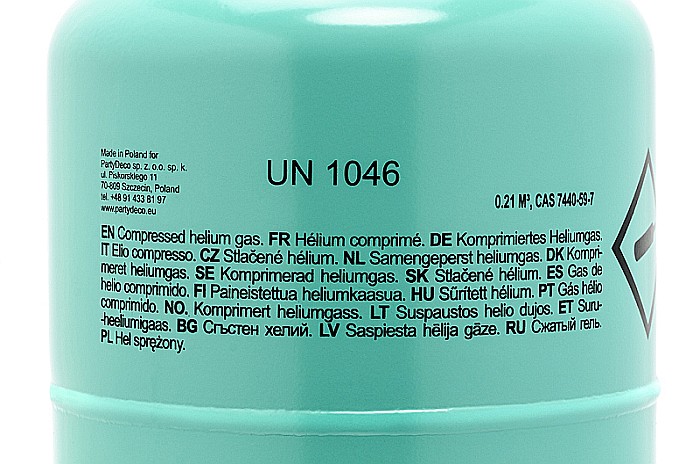 Made in Poland for
PartyDeco sp. z. o.o. sp. k.
ul. Piskorskiego 11
70-809 Szczecin, Poland
tel. +48 91 433 81 97
www.partydeco.eu
UN 1046
0.21 M³, CAS 7440-59-7
EN Compressed helium gas. FR Hélium comprimé. DE Komprimiertes Heliumgas.
IT Elio compresso. CZ Stlačené hélium. NL Samengeperst heliumgas. DK Kompri-
meret heliumgas. SE Komprimerad heliumgas. SK Stlačené hélium. ES Gas de
helio comprimido. FI Paineistettua heliumkaasua. HU Sűrített hélium. PT Gás hélio
comprimido. NO. Komprimert heliumgass. LT Suspaustos helio dujos. ET Suru-
-heeliumigaas. BG Сгъстен хелий. LV Saspiesta hēlija gāze. RU Сжатый гель.
PL Hel sprężony.